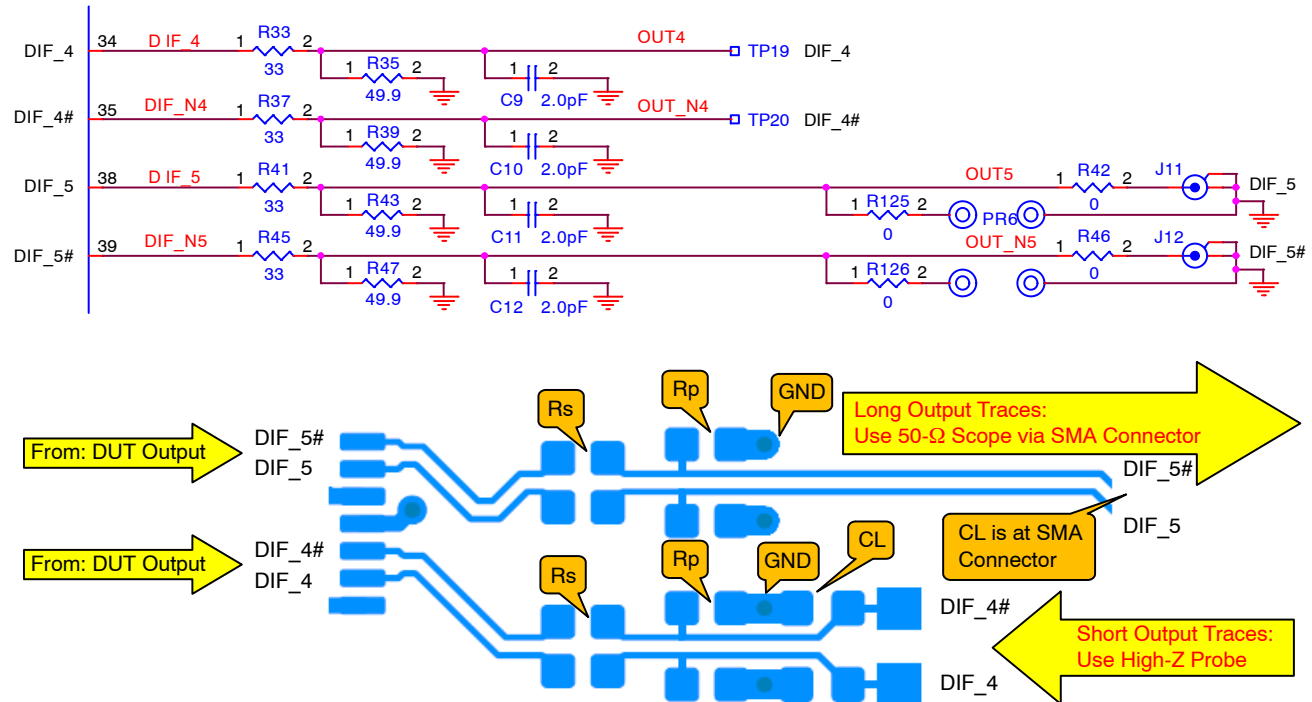 DIF_4 34 D IF_4 1 R33 2 OUT4 TP19 DIF_4
33 1 R35 2 1 2
49.9 C9 2.0pF
DIF_4# 35 DIF_N4 1 R37 2 OUT_N4 TP20 DIF_4#
33 1 R39 2 1 2
49.9 C10 2.0pF
DIF_5 38 D IF_5 1 R41 2 OUT5 1 R42 2 J11 DIF_5
33 1 R43 2 1 2 1 R125 2 PR6 0
49.9 C11 2.0pF 0
DIF_5# 39 DIF_N5 1 R45 2 OUT_N5 1 R46 2 J12 DIF_5#
33 1 R47 2 1 2 1 R126 2 0
49.9 C12 2.0pF 0
From: DUT Output
DIF_5#
DIF_5
Rs
Rp
GND
Long Output Traces:
Use 50-Ω Scope via SMA Connector
DIF_5#
DIF_5
CL is at SMA
Connector
From: DUT Output
DIF_4#
DIF_4
Rs
Rp
GND
CL
DIF_4#
DIF_4
Short Output Traces:
Use High-Z Probe